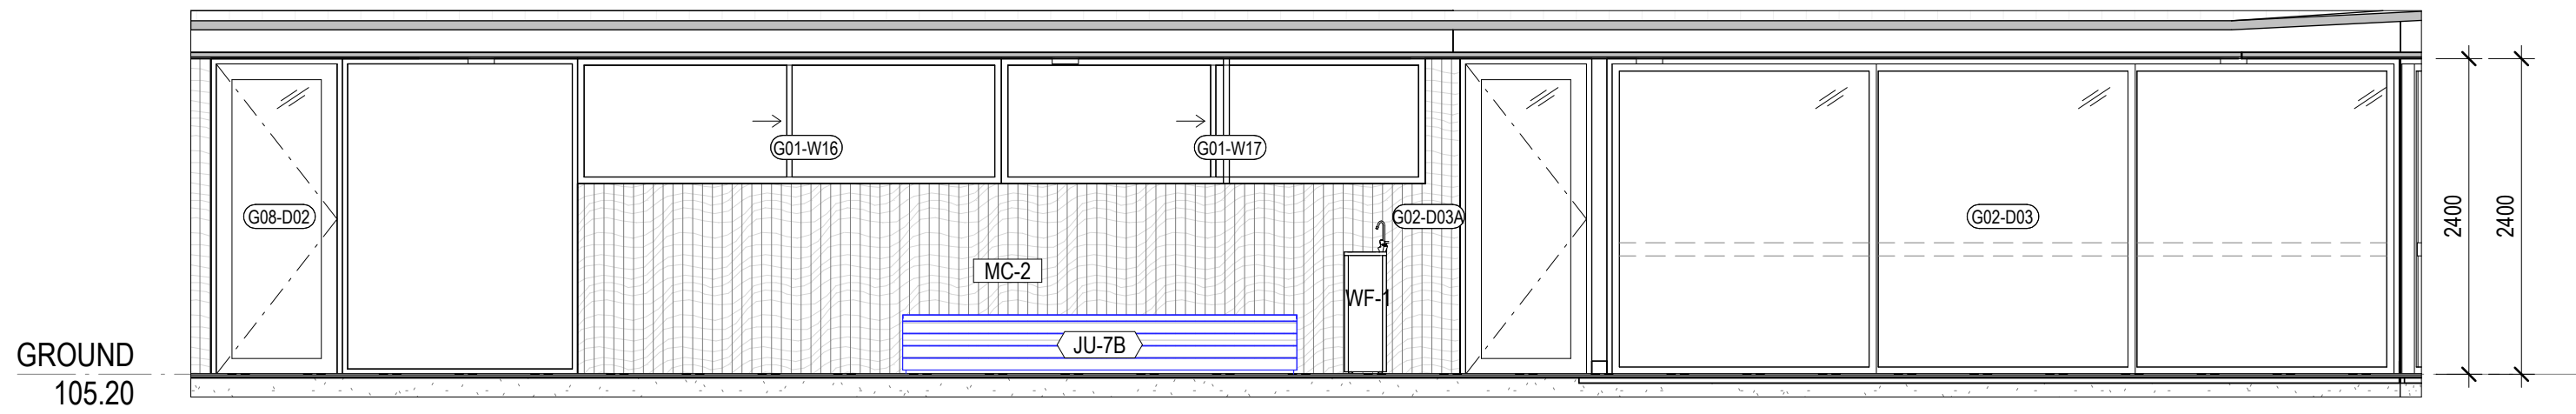 G01-W16
G01-W17
G08-D02
G02-D03A
G02-D03
2400
2400
MC-2
WF-1
JU-7B
GROUND
105.20